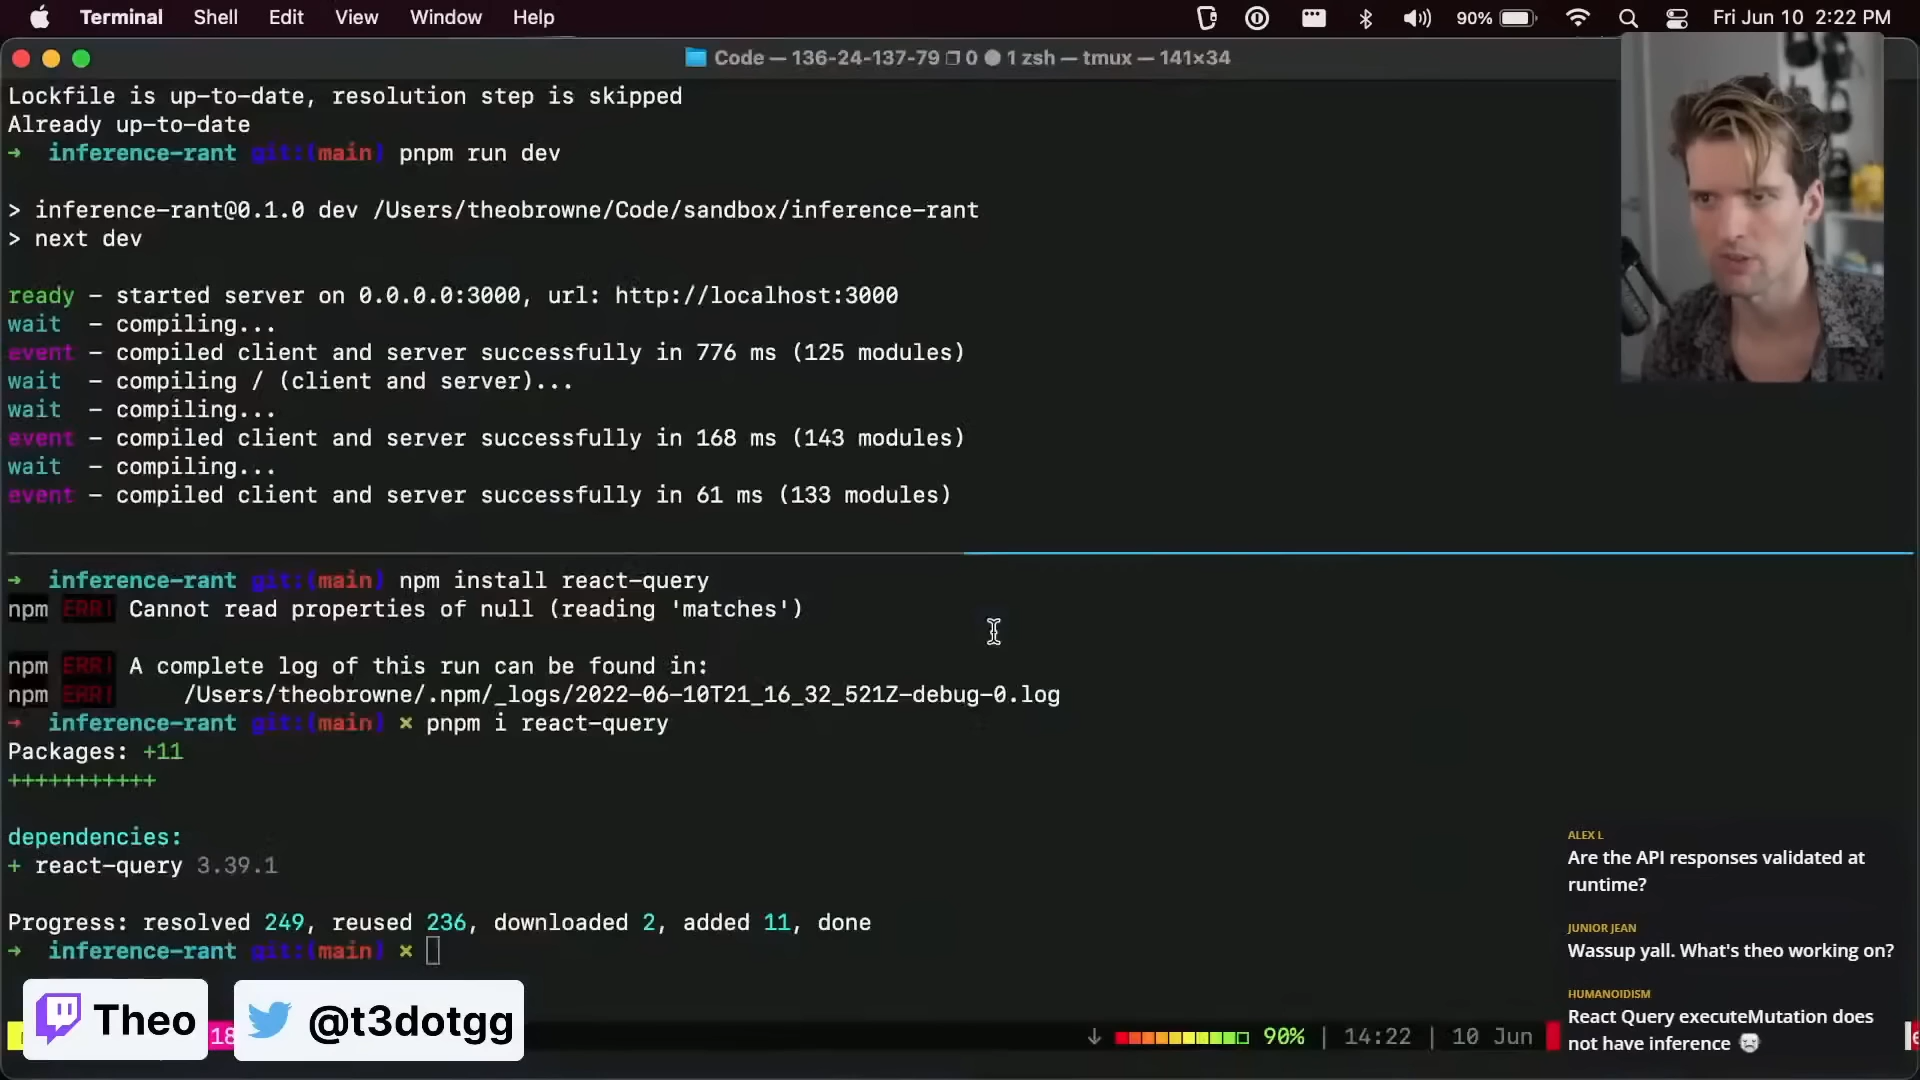 Terminal Shell Edit View Window Help 90% Fri Jun 10 2:22 PM
Code — 136-24-137-79 0 1 zsh — tmux — 141×34
Lockfile is up-to-date, resolution step is skipped
Already up-to-date
→ inference-rant git:(main) pnpm run dev
> inference-rant@0.1.0 dev /Users/theobrowne/Code/sandbox/inference-rant
> next dev
ready – started server on 0.0.0.0:3000, url: http://localhost:3000
wait – compiling...
event – compiled client and server successfully in 776 ms (125 modules)
wait – compiling / (client and server)...
wait – compiling...
event – compiled client and server successfully in 168 ms (143 modules)
wait – compiling...
event – compiled client and server successfully in 61 ms (133 modules)
→ inference-rant git:(main) npm install react-query
npm ERR! Cannot read properties of null (reading 'matches')
npm ERR! A complete log of this run can be found in:
npm ERR! /Users/theobrowne/.npm/_logs/2022-06-10T21_16_32_521Z-debug-0.log
→ inference-rant git:(main) × pnpm i react-query
Packages: +11
+++++++++++
dependencies:
+ react-query 3.39.1
Progress: resolved 249, reused 236, downloaded 2, added 11, done
→ inference-rant git:(main) ×
ALEX L
Are the API responses validated at
runtime?
JUNIOR JEAN
Wassup yall. What's theo working on?
HUMANOIDISM
React Query executeMutation does
not have inference
Theo
18
@t3dotgg
↓ 90% | 14:22 | 10 Jun